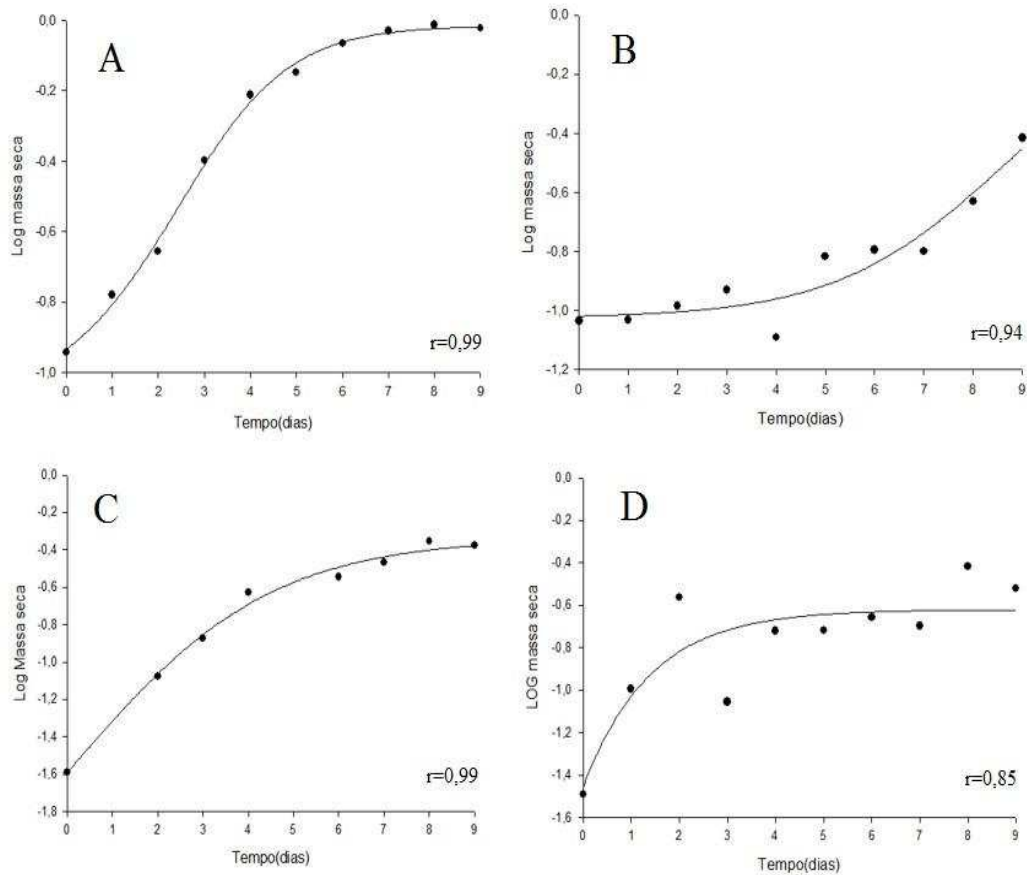 A
0,0
-0,2
-0,4
-0,6
-0,8
-1,0
Log massa seca
r=0,99
0 1 2 3 4 5 6 7 8 9
Tempo(dias)
B
0,0
-0,2
-0,4
-0,6
-0,8
-1,0
-1,2
Log massa seca
r=0,94
0 1 2 3 4 5 6 7 8 9
Tempo(dias)
C
0,0
-0,2
-0,4
-0,6
-0,8
-1,0
-1,2
-1,4
-1,6
-1,8
Log Massa seca
r=0,99
0 1 2 3 4 5 6 7 8 9
Tempo(dias)
D
0,0
-0,2
-0,4
-0,6
-0,8
-1,0
-1,2
-1,4
-1,6
LOG massa seca
r=0,85
0 1 2 3 4 5 6 7 8 9
Tempo(dias)